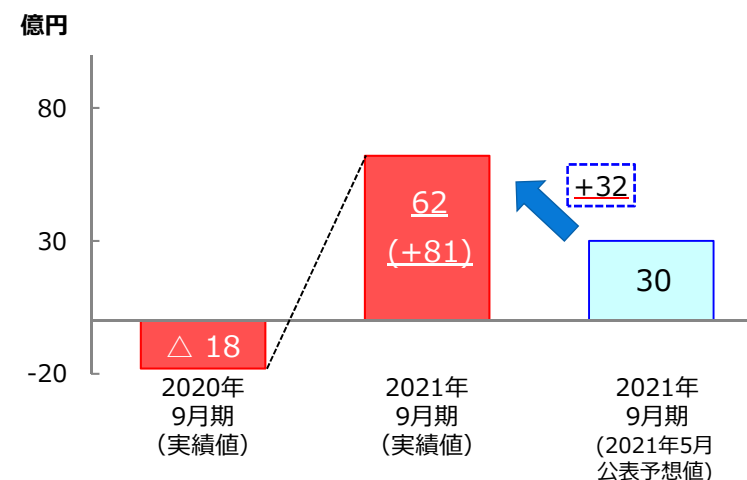 億円
80
30
-20
△ 18
62
(+81)
+32
30
2020年
9月期
（実績値）
2021年
9月期
（実績値）
2021年
9月期
(2021年5月
公表予想値)